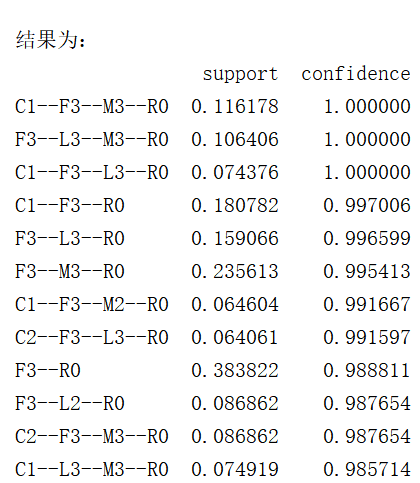 结果为:
support confidence
C1--F3--M3--R0 0.116178 1.000000
F3--L3--M3--R0 0.106406 1.000000
C1--F3--L3--R0 0.074376 1.000000
C1--F3--R0 0.180782 0.997006
F3--L3--R0 0.159066 0.996599
F3--M3--R0 0.235613 0.995413
C1--F3--M2--R0 0.064604 0.991667
C2--F3--L3--R0 0.064061 0.991597
F3--R0 0.383822 0.988811
F3--L2--R0 0.086862 0.987654
C2--F3--M3--R0 0.086862 0.987654
C1--L3--M3--R0 0.074919 0.985714